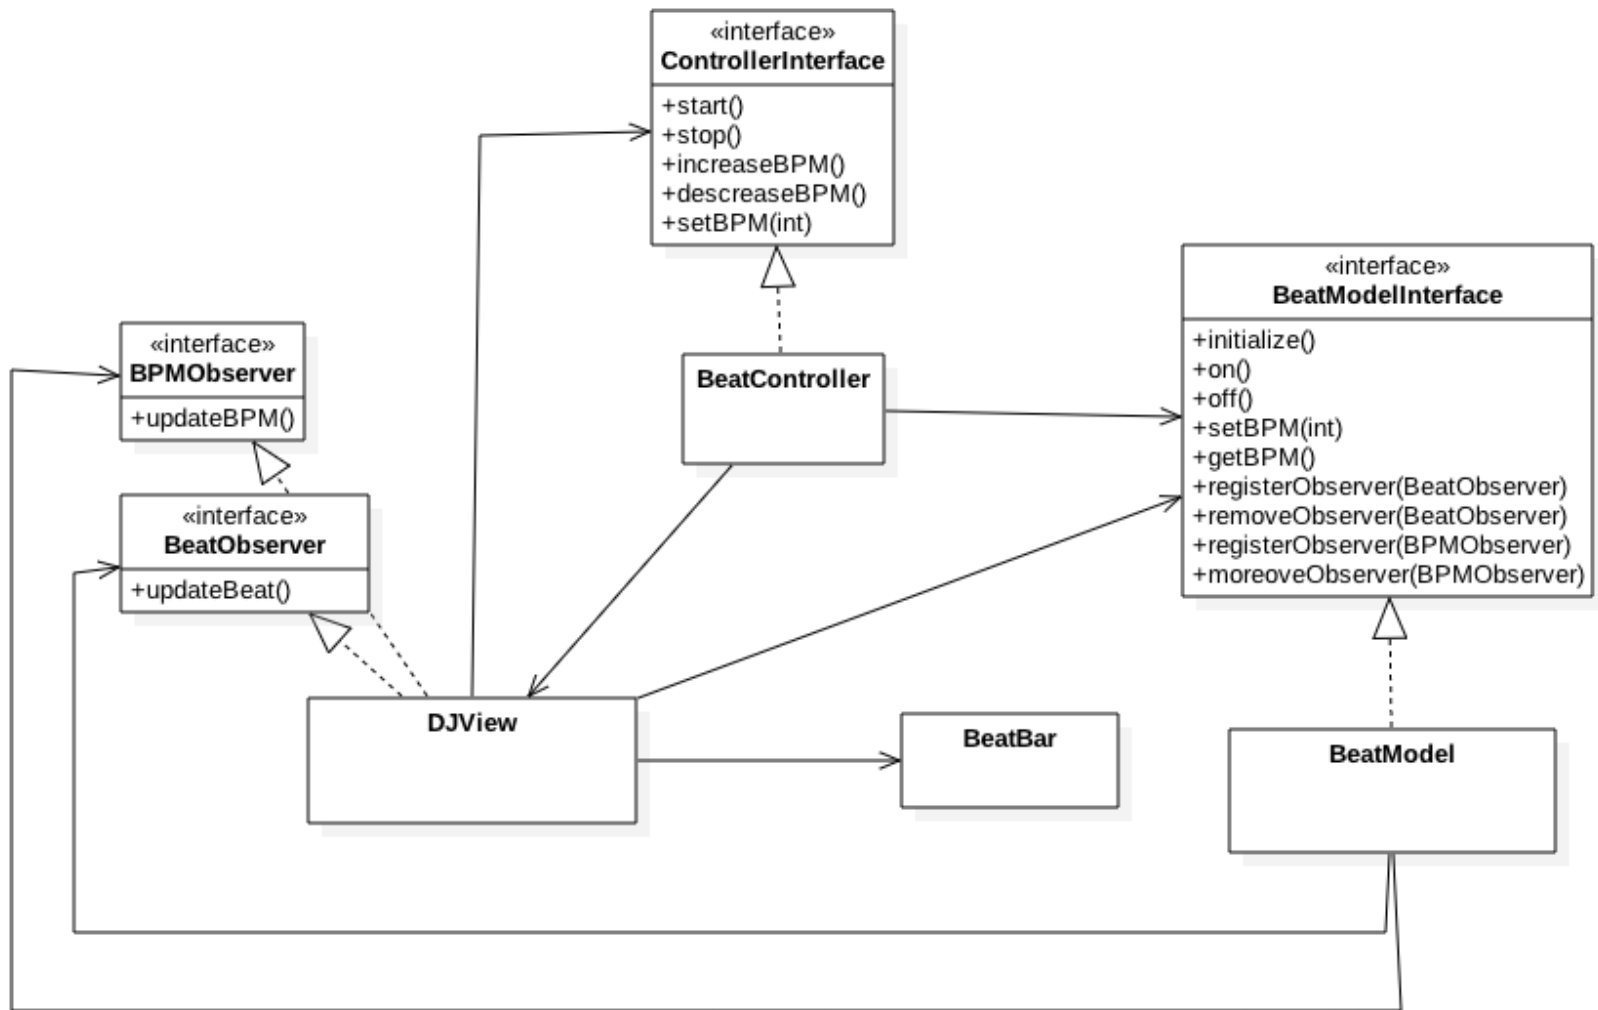 «interface»
ControllerInterface
+start()
+stop()
+increaseBPM()
+descreaseBPM()
+setBPM(int)
«interface»
BeatModelInterface
+initialize()
+on()
+off()
+setBPM(int)
+getBPM()
+registerObserver(BeatObserver)
+removeObserver(BeatObserver)
+registerObserver(BPMObserver)
+moreoveObserver(BPMObserver)
«interface»
BPMObserver
+updateBPM()
BeatController
«interface»
BeatObserver
+updateBeat()
DJView
BeatBar
BeatModel